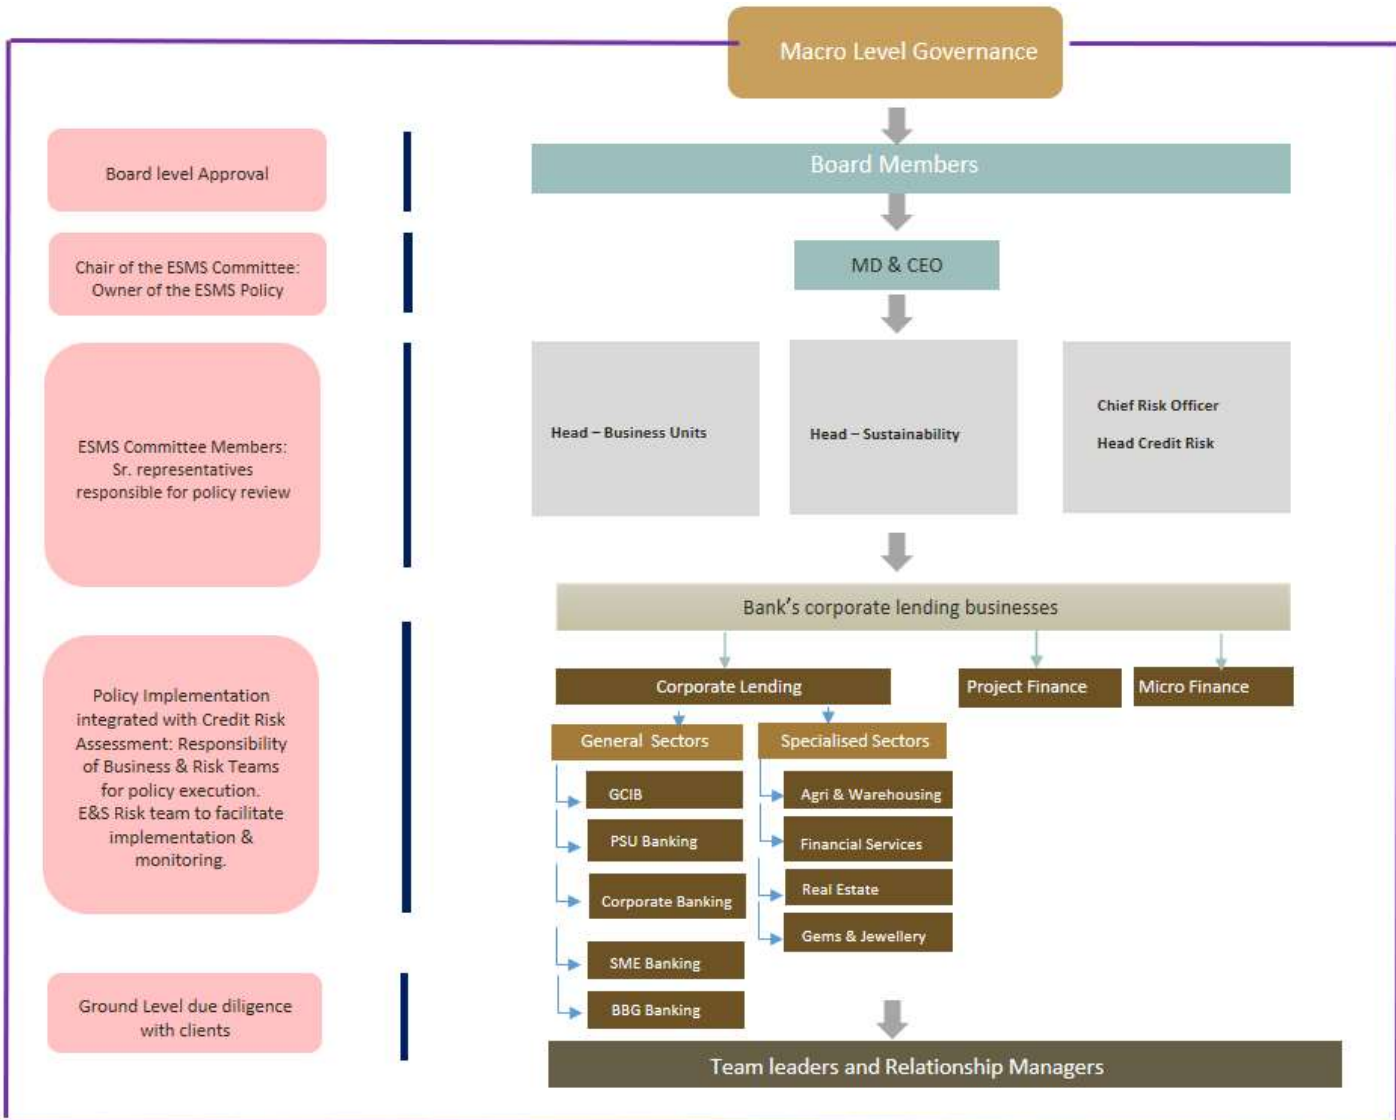 Macro Level Governance
Board level Approval
Board Members
Chair of the ESMS Committee:
Owner of the ESMS Policy
MD & CEO
ESMS Committee Members:
Sr. representatives
responsible for policy review
Head – Business Units
Head – Sustainability
Chief Risk Officer
Head Credit Risk
Bank's corporate lending businesses
Policy Implementation
integrated with Credit Risk
Assessment: Responsibility
of Business & Risk Teams
for policy execution.
E&S Risk team to facilitate
implementation &
monitoring.
Corporate Lending
Project Finance
Micro Finance
General Sectors
Specialised Sectors
GCIB
PSU Banking
Corporate Banking
SME Banking
BBG Banking
Agri & Warehousing
Financial Services
Real Estate
Gems & Jewellery
Ground Level due diligence
with clients
Team leaders and Relationship Managers